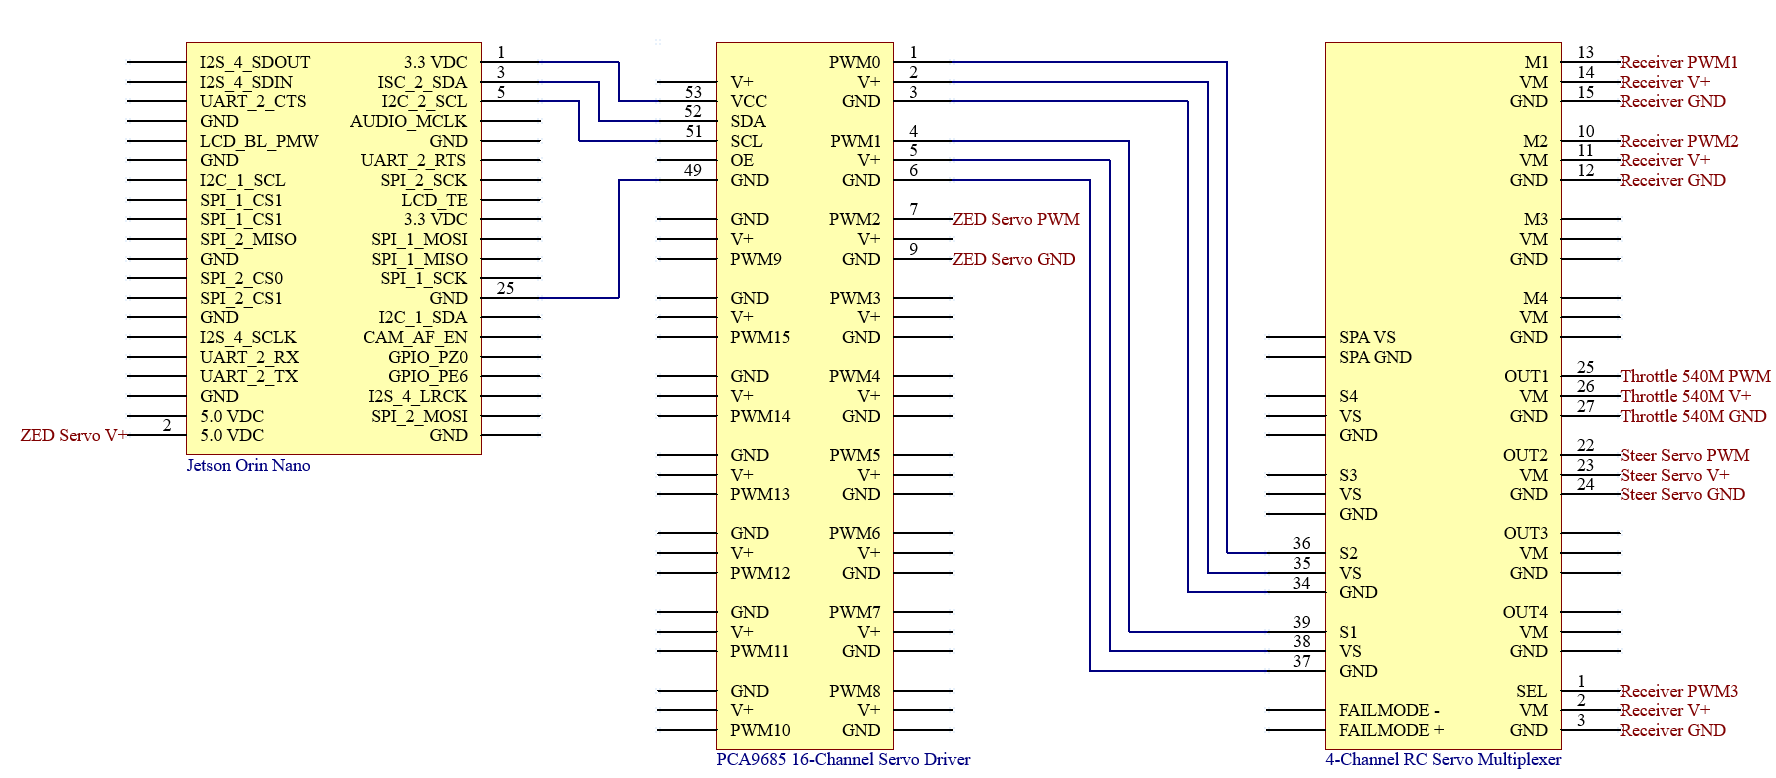 I2S_4_SDOUT 3.3 VDC 1
I2S_4_SDIN ISC_2_SDA 3
UART_2_CTS I2C_2_SCL 5
GND AUDIO_MCLK
LCD_BL_PMW GND
GND UART_2_RTS
I2C_1_SCL SPI_2_SCK
SPI_1_CS1 LCD_TE
SPI_1_CS1 3.3 VDC
SPI_2_MISO SPI_1_MOSI
GND SPI_1_MISO
SPI_2_CS0 SPI_1_SCK
SPI_2_CS1 GND 25
GND I2C_1_SDA
I2S_4_SCLK CAM_AF_EN
UART_2_RX GPIO_PZ0
UART_2_TX GPIO_PE6
GND I2S_4_LRCK
5.0 VDC SPI_2_MOSI
ZED Servo V+ 2 5.0 VDC GND
Jetson Orin Nano
PWM0 1
V+ V+ 2
53 VCC GND 3
52 SDA
51 SCL PWM1 4
OE V+ 5
49 GND GND 6
GND PWM2 7 ZED Servo PWM
V+ V+
PWM9 GND 9 ZED Servo GND
GND PWM3
V+ V+
PWM15 GND
GND PWM4
V+ V+
PWM14 GND
GND PWM5
V+ V+
PWM13 GND
GND PWM6
V+ V+
PWM12 GND
GND PWM7
V+ V+
PWM11 GND
GND PWM8
V+ V+
PWM10 GND
PCA9685 16-Channel Servo Driver
M1 13 Receiver PWM1
VM 14 Receiver V+
GND 15 Receiver GND
M2 10 Receiver PWM2
VM 11 Receiver V+
GND 12 Receiver GND
M3
VM
GND
M4
VM
SPA VS GND
SPA GND
OUT1 25 Throttle 540M PWM
S4 VM 26 Throttle 540M V+
VS GND 27 Throttle 540M GND
GND
OUT2 22 Steer Servo PWM
S3 VM 23 Steer Servo V+
VS GND 24 Steer Servo GND
GND
OUT3
36 S2 VM
35 VS GND
34 GND
OUT4
39 S1 VM
38 VS GND
37 GND
SEL 1 Receiver PWM3
FAILMODE - VM 2 Receiver V+
FAILMODE + GND 3 Receiver GND
4-Channel RC Servo Multiplexer